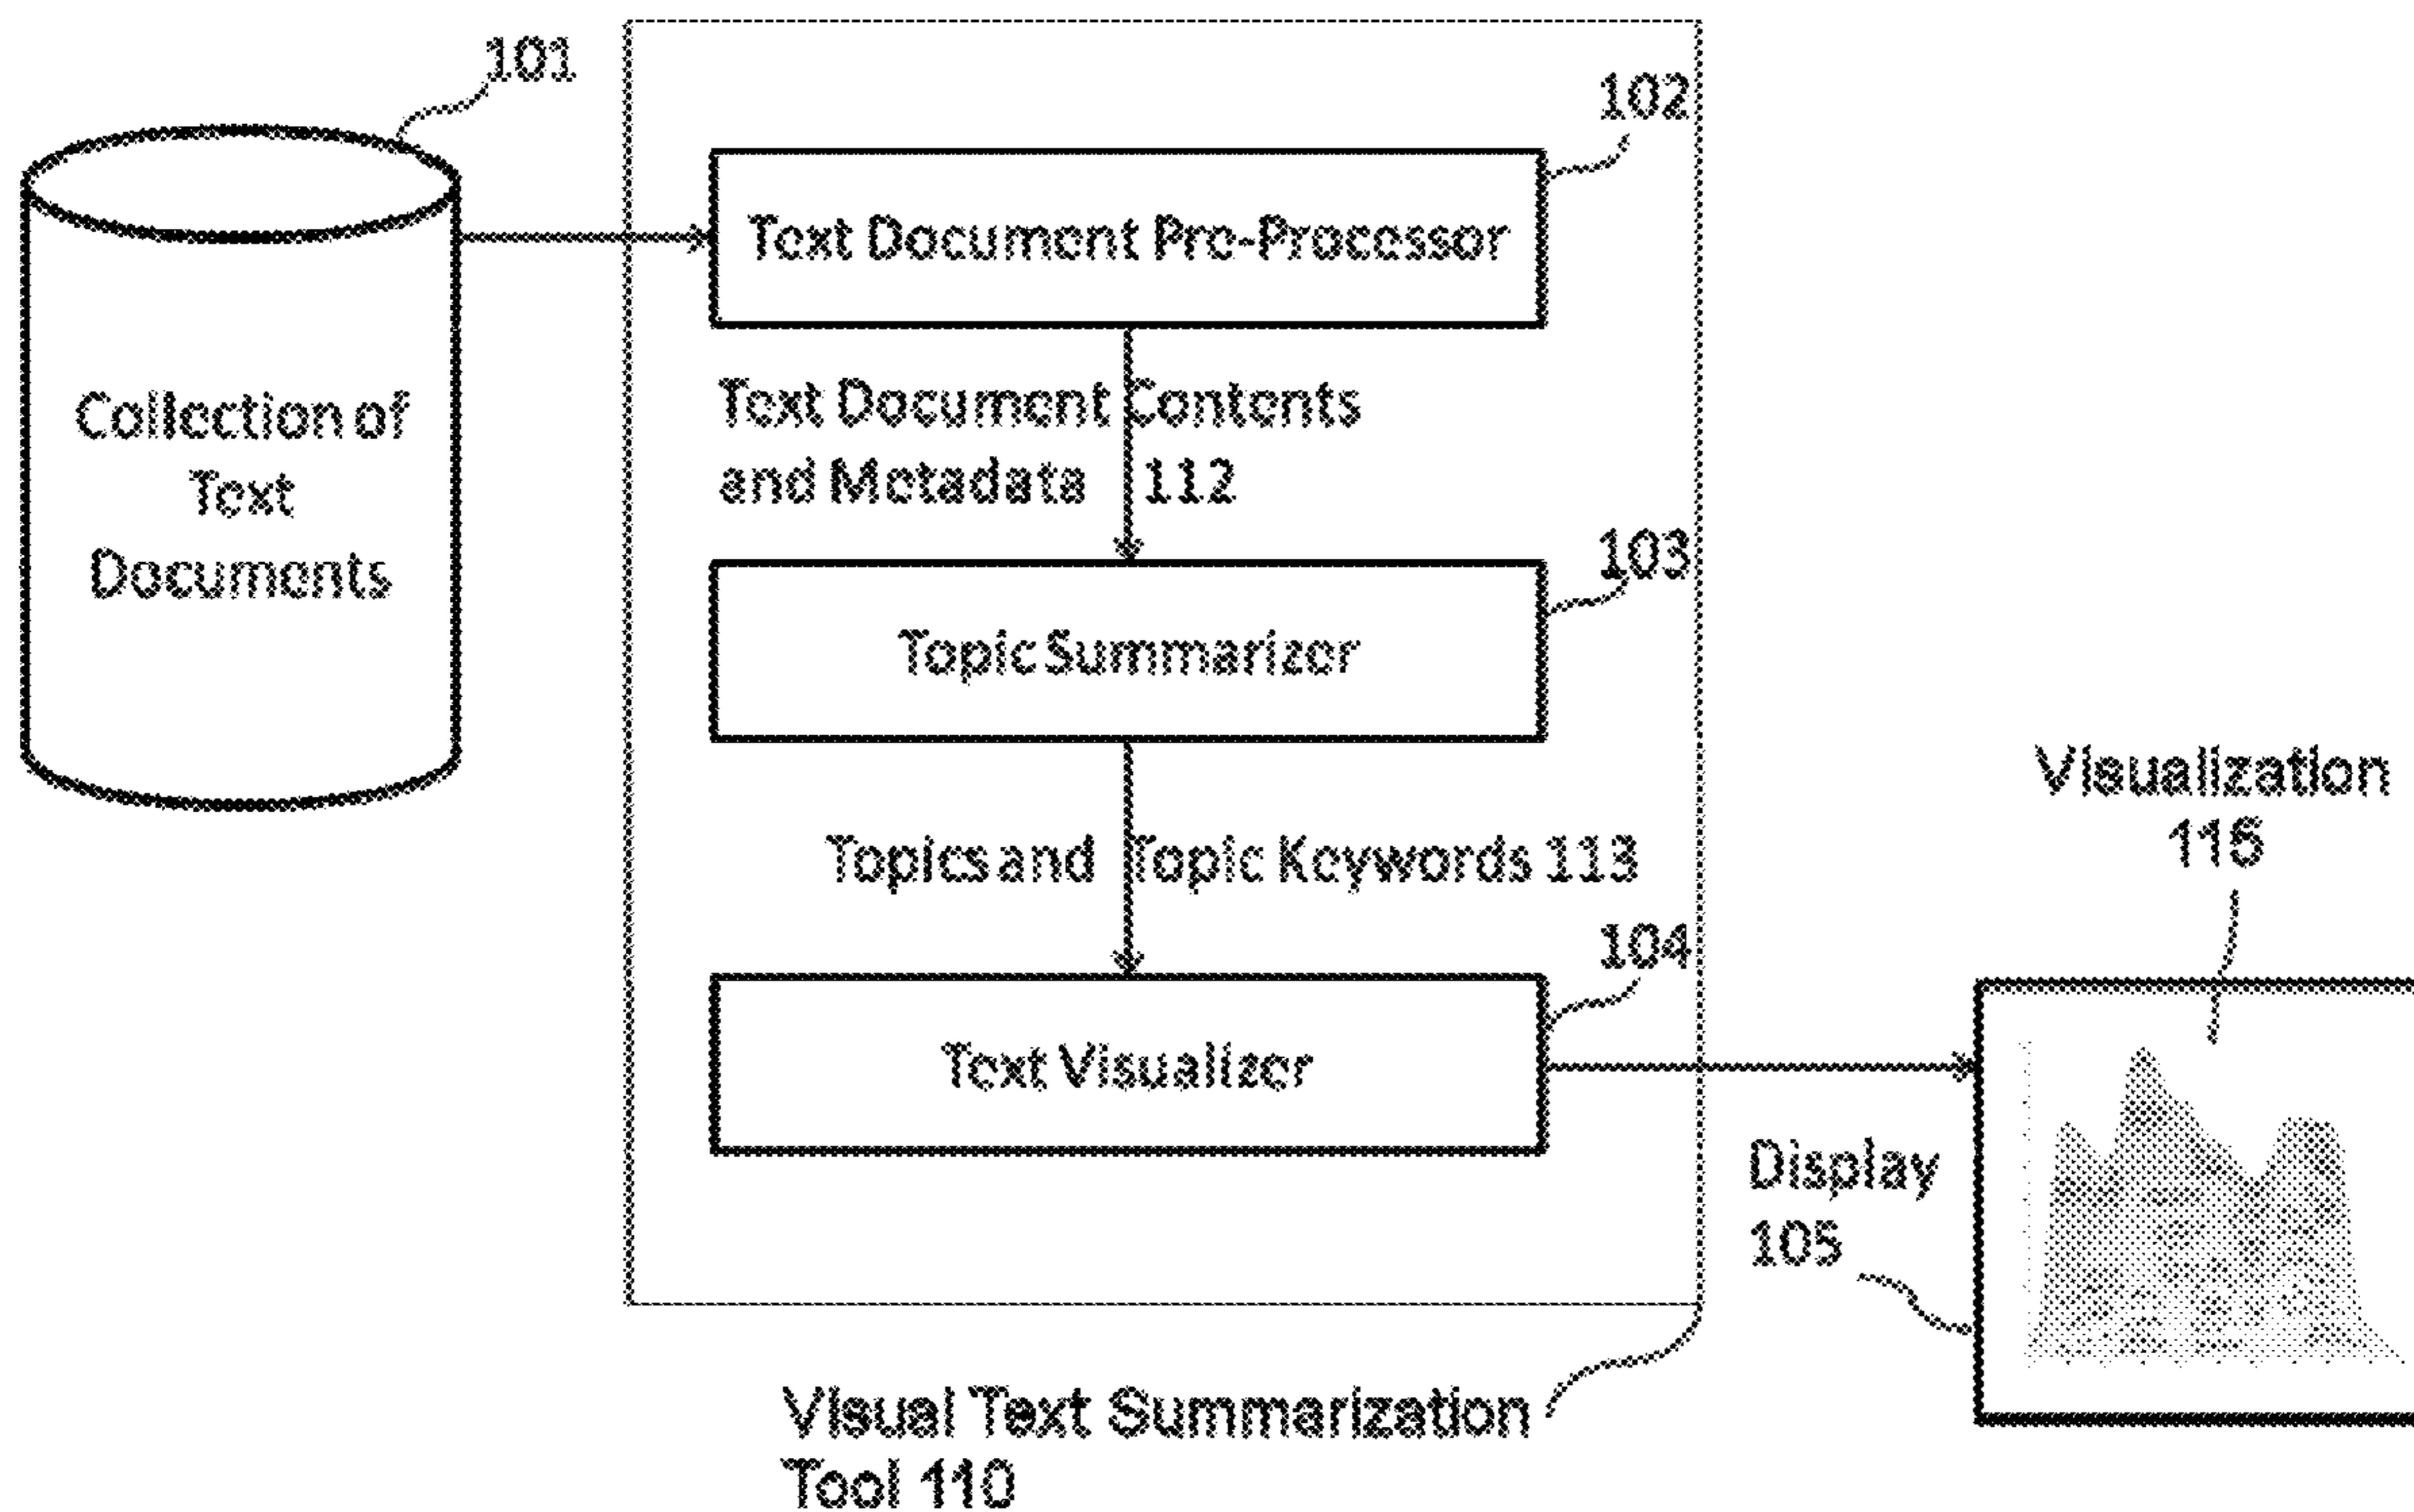 101
102
Text Document Pre-Processor
Collection of
Text
Documents
Text Document Contents
and Metadata 112
103
Topic Summarizer
Topics and Topic Keywords 113
104
Text Visualizer
Visualization
115
Display
105
Visual Text Summarization
Tool 110